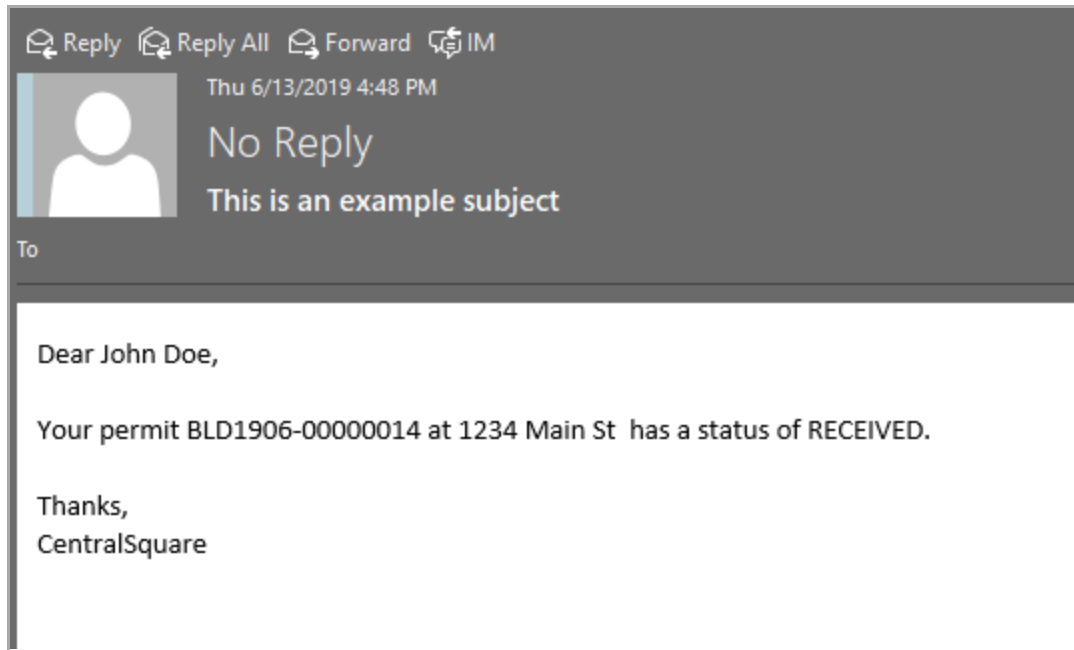 Reply Reply All Forward IM
Thu 6/13/2019 4:48 PM
No Reply
This is an example subject
To
Dear John Doe,
Your permit BLD1906-00000014 at 1234 Main St  has a status of RECEIVED.
Thanks,
CentralSquare